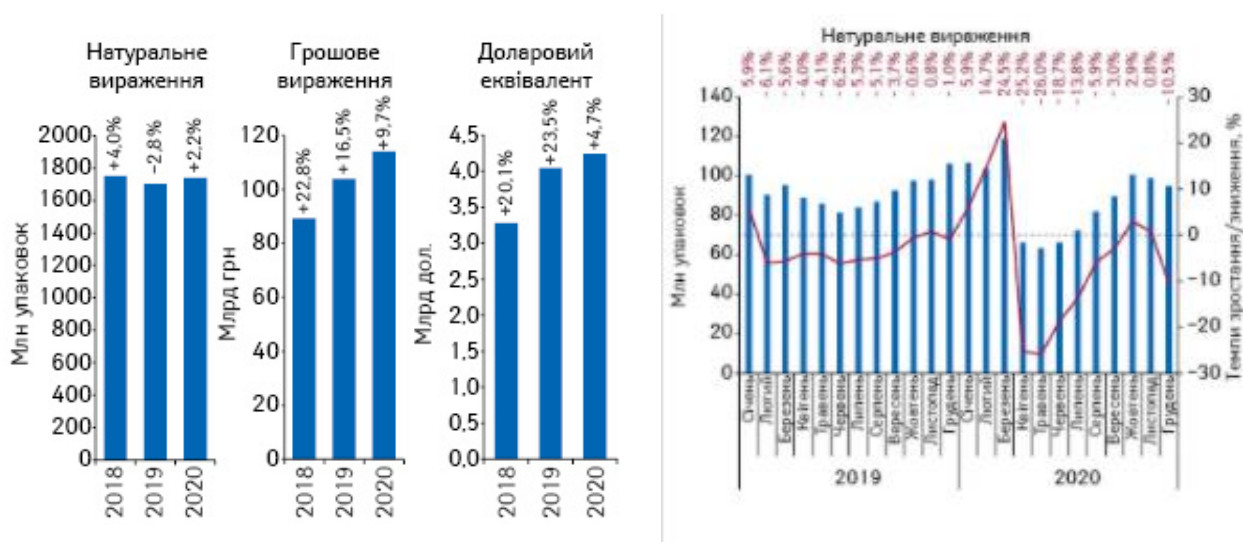 Натуральне
вираження
Млн упаковок
2000
1800
1600
1400
1200
1000
800
600
400
200
0
+4,0%
−2,8%
+2,2%
2018
2019
2020
Грошове
вираження
Млрд грн
120
100
80
60
40
20
0
+22,8%
+16,5%
+9,7%
2018
2019
2020
Доларовий
еквівалент
Млрд дол.
4,5
4,0
3,5
3,0
2,5
2,0
1,5
1,0
0,5
0,0
+20,1%
+23,5%
+4,7%
2018
2019
2020
Натуральне вираження
5,9%
-6,1%
-5,6%
-4,0%
-4,1%
-6,2%
-5,3%
-5,1%
-3,7%
-0,6%
0,8%
-1,0%
5,9%
14,7%
24,5%
-25,2%
-26,0%
-18,7%
-13,8%
-5,9%
-3,0%
2,9%
0,8%
-10,5%
Млн упаковок
140
120
100
80
60
40
20
0
30
20
10
0
−10
−20
−30
Темпи зростання/зниження, %
Січень
Лютий
Березень
Квітень
Травень
Червень
Липень
Серпень
Вересень
Жовтень
Листопад
Грудень
Січень
Лютий
Березень
Квітень
Травень
Червень
Липень
Серпень
Вересень
Жовтень
Листопад
Грудень
2019
2020